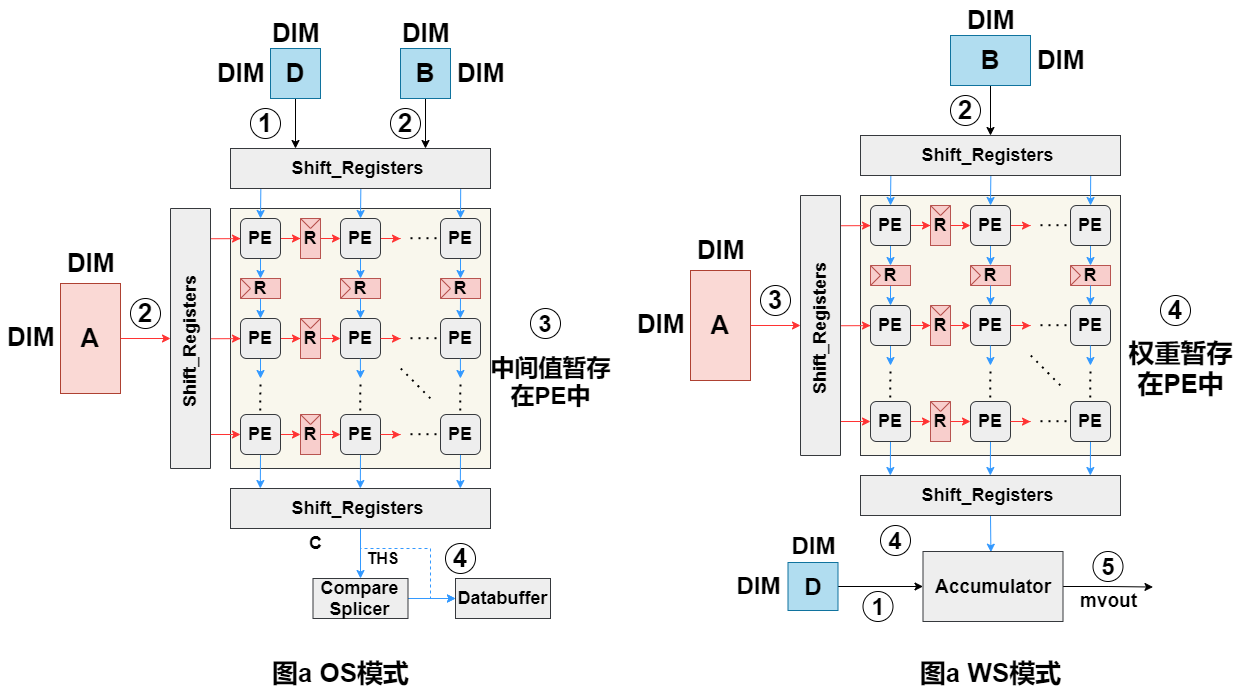 DIM
DIM
D
B
DIM
DIM
①
②
Shift_Registers
PE
R
PE
PE
R
R
R
DIM
DIM
A
②
Shift_Registers
PE
R
PE
PE
③
中间值暂存
在PE中
PE
R
PE
PE
Shift_Registers
C
THS
④
Compare
Splicer
Databuffer
图a OS模式
DIM
B
DIM
②
Shift_Registers
PE
R
PE
PE
R
R
R
DIM
DIM
A
③
Shift_Registers
PE
R
PE
PE
④
权重暂存
在PE中
PE
R
PE
PE
Shift_Registers
④
DIM
DIM
D
①
Accumulator
⑤
mvout
图a WS模式